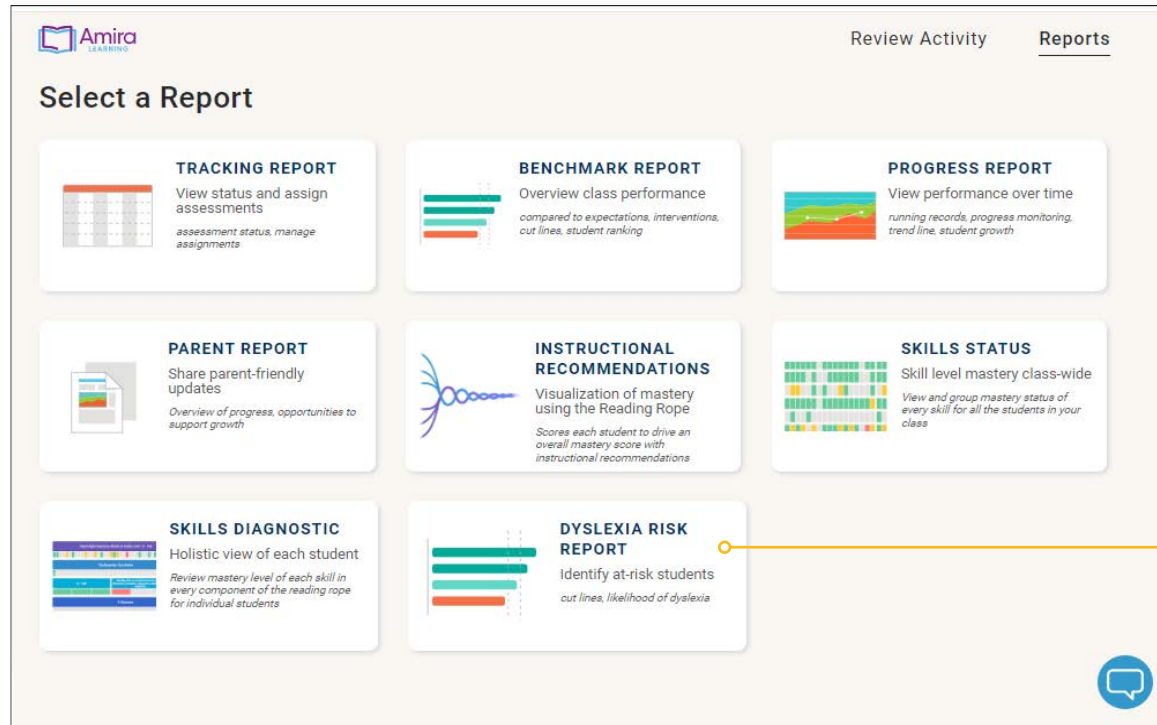 Amira
LEARNING
Review Activity
Reports
Select a Report
TRACKING REPORT
View status and assign
assessments
assessment status, manage
assignments
BENCHMARK REPORT
Overview class performance
compared to expectations, interventions,
cut lines, student ranking
PROGRESS REPORT
View performance over time
running records, progress monitoring,
trend line, student growth
PARENT REPORT
Share parent-friendly
updates
Overview of progress, opportunities to
support growth
INSTRUCTIONAL
RECOMMENDATIONS
Visualization of mastery
using the Reading Rope
Scores each student to drive an
overall mastery score with
instructional recommendations
SKILLS STATUS
Skill level mastery class-wide
View and group mastery status of
every skill for all the students in your
class
SKILLS DIAGNOSTIC
Holistic view of each student
Review mastery level of each skill in
every component of the reading rope
for individual students
DYSLEXIA RISK
REPORT
Identify at-risk students
cut lines, likelihood of dyslexia